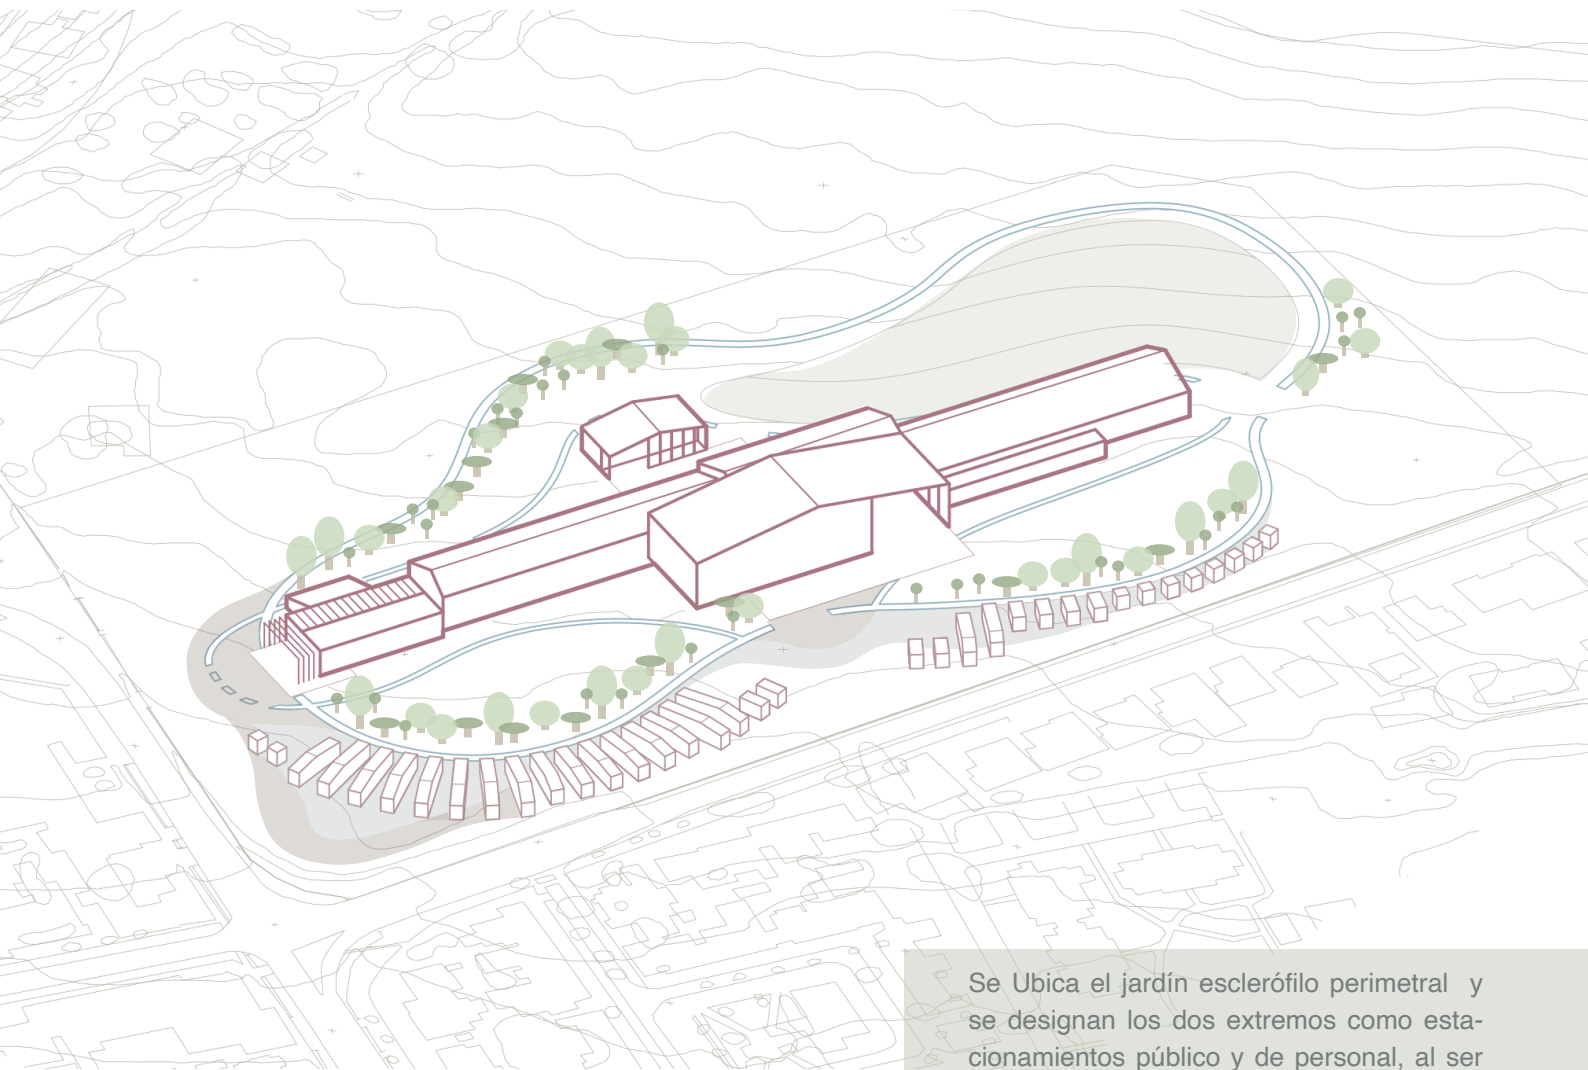 Se Ubica el jardín esclerófilo perimetral y
se designan los dos extremos como esta-
cionamientos público y de personal, al ser